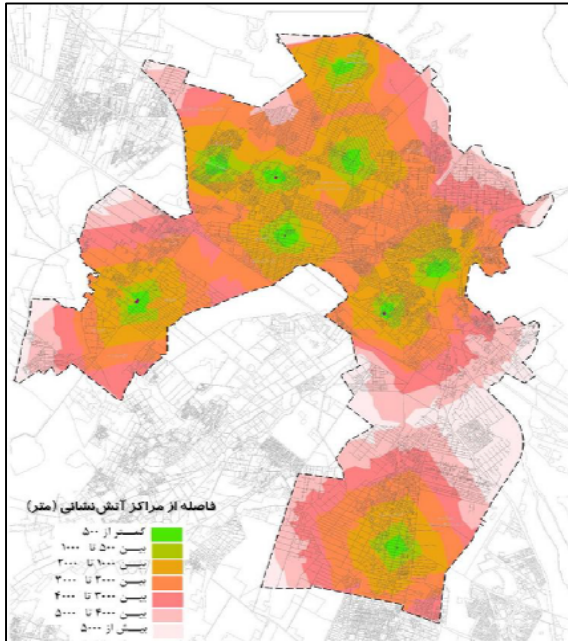 فاصله از مراکز آتش‌نشانی (متر)
کمتر از ۵۰۰
بین ۵۰۰ تا ۱۰۰۰
بین ۱۰۰۰ تا ۲۰۰۰
بین ۲۰۰۰ تا ۳۰۰۰
بین ۳۰۰۰ تا ۴۰۰۰
بین ۴۰۰۰ تا ۵۰۰۰
بیش از ۵۰۰۰